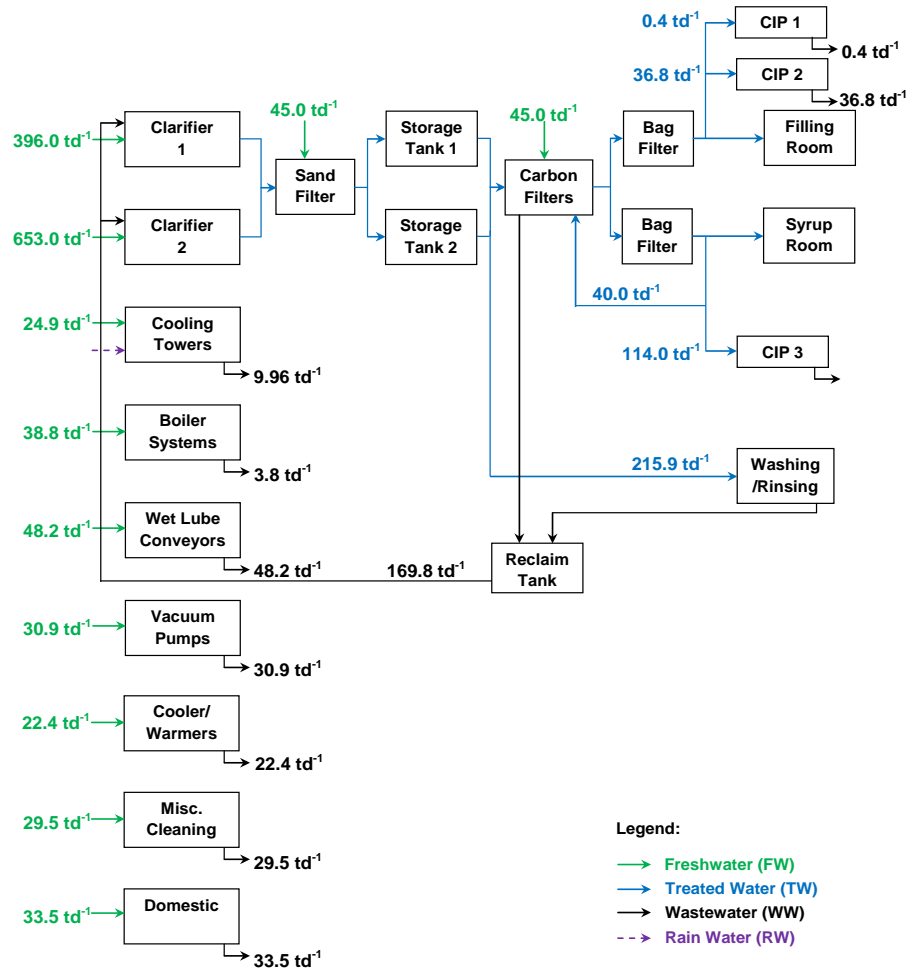 0.4 td-1
CIP 1
0.4 td-1
36.8 td-1
CIP 2
36.8 td-1
45.0 td-1
45.0 td-1
396.0 td-1
Clarifier
1
Sand
Filter
Storage
Tank 1
Carbon
Filters
Bag
Filter
Filling
Room
653.0 td-1
Clarifier
2
Storage
Tank 2
Bag
Filter
Syrup
Room
40.0 td-1
24.9 td-1
Cooling
Towers
9.96 td-1
114.0 td-1
CIP 3
38.8 td-1
Boiler
Systems
3.8 td-1
215.9 td-1
Washing
/Rinsing
48.2 td-1
Wet Lube
Conveyors
48.2 td-1
169.8 td-1
Reclaim
Tank
30.9 td-1
Vacuum
Pumps
30.9 td-1
22.4 td-1
Cooler/
Warmers
22.4 td-1
29.5 td-1
Misc.
Cleaning
29.5 td-1
33.5 td-1
Domestic
33.5 td-1
Legend:
Freshwater (FW)
Treated Water (TW)
Wastewater (WW)
Rain Water (RW)